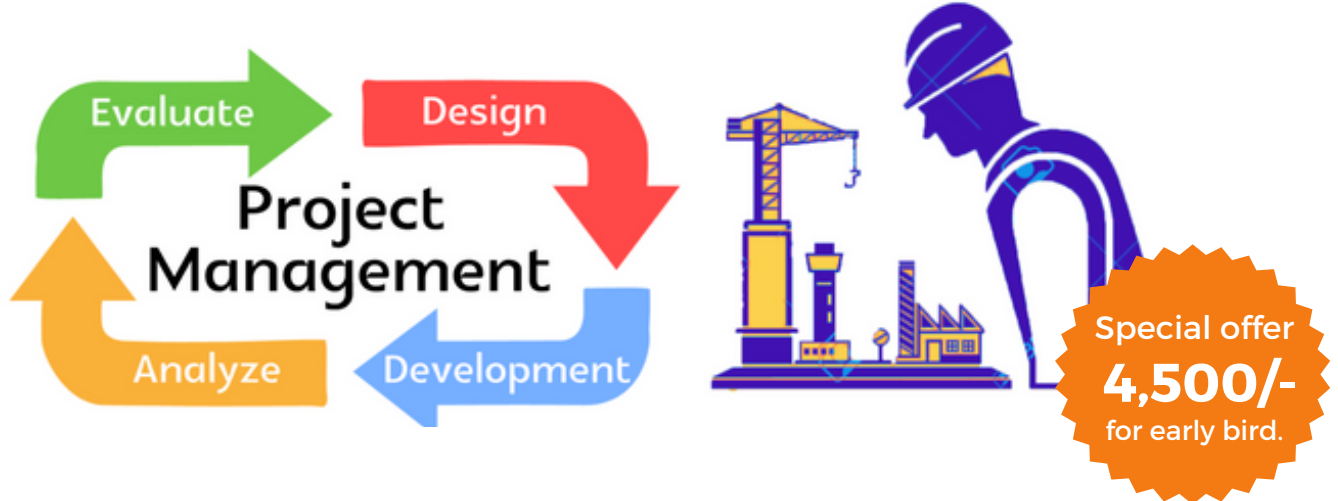 Evaluate
Design
Project
Management
Analyze
Development
Special offer
4,500/-
for early bird.